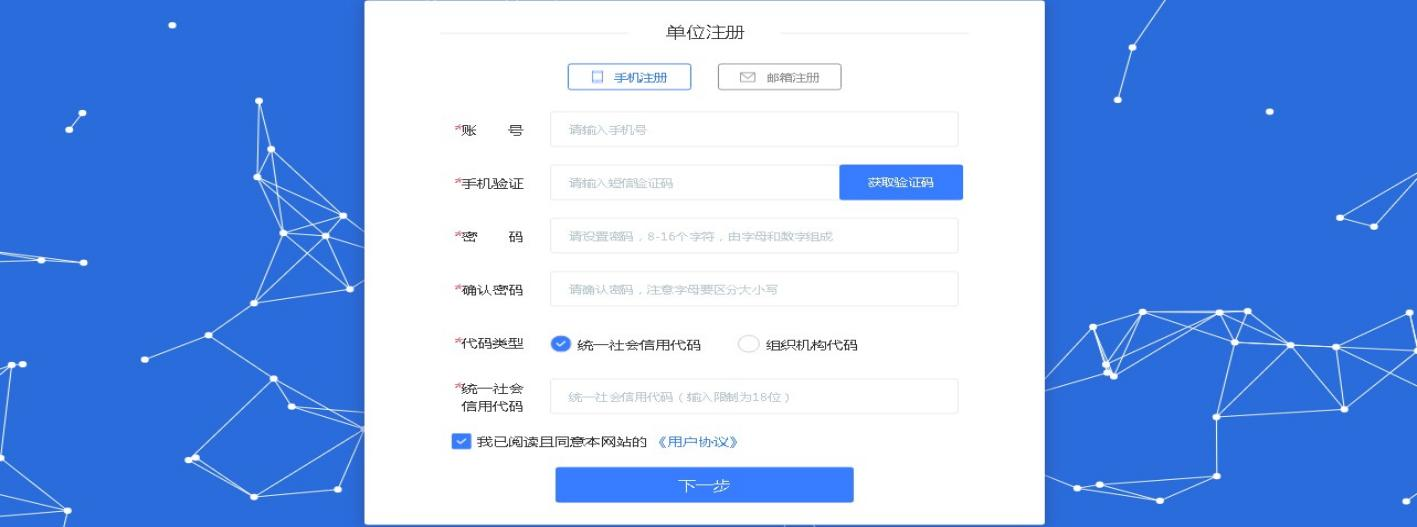 单位注册
手机注册 邮箱注册
*账 号 请输入手机号
*手机验证 请输入短信验证码 获取验证码
*密 码 请设置密码，8-16个字符，由字母和数字组成
*确认密码 请确认密码，注意字母要区分大小写
*代码类型 统一社会信用代码 组织机构代码
*统一社会
信用代码 统一社会信用代码（输入限制为18位）
我已阅读且同意本网站的《用户协议》
下一步